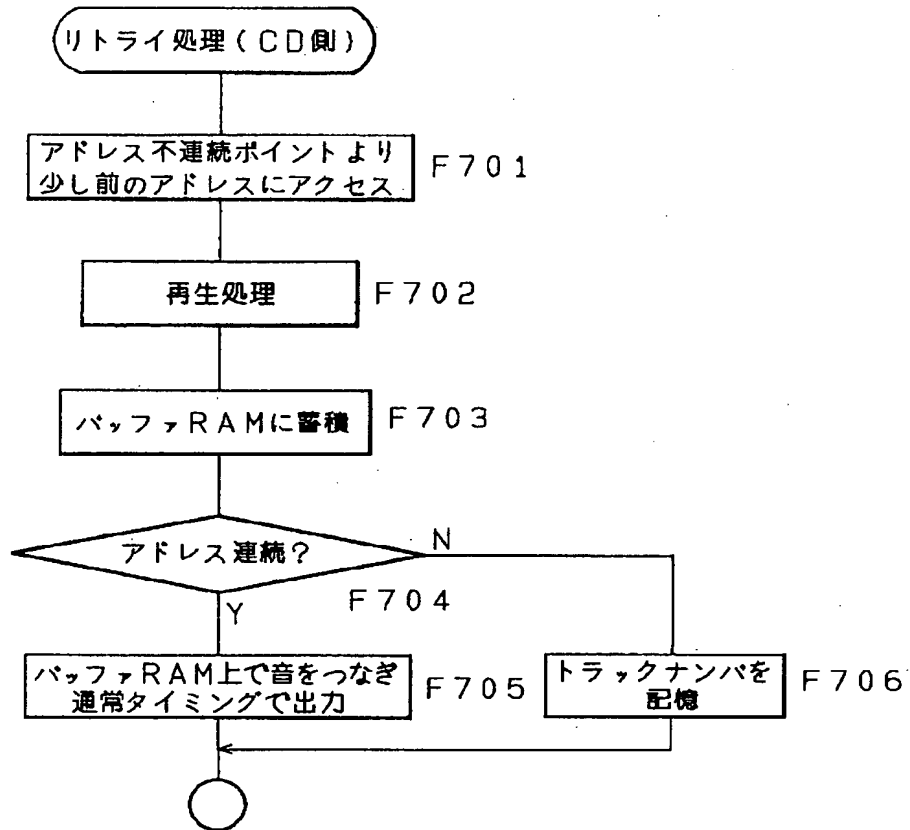 リトライ処理(CD側)
アドレス不連続ポイントより
少し前のアドレスにアクセス
F701
再生処理
F702
バッファRAMに蓄積
F703
アドレス連続?
N
F704
Y
バッファRAM上で音をつなぎ
通常タイミングで出力
F705
トラックナンバを
記憶
F706